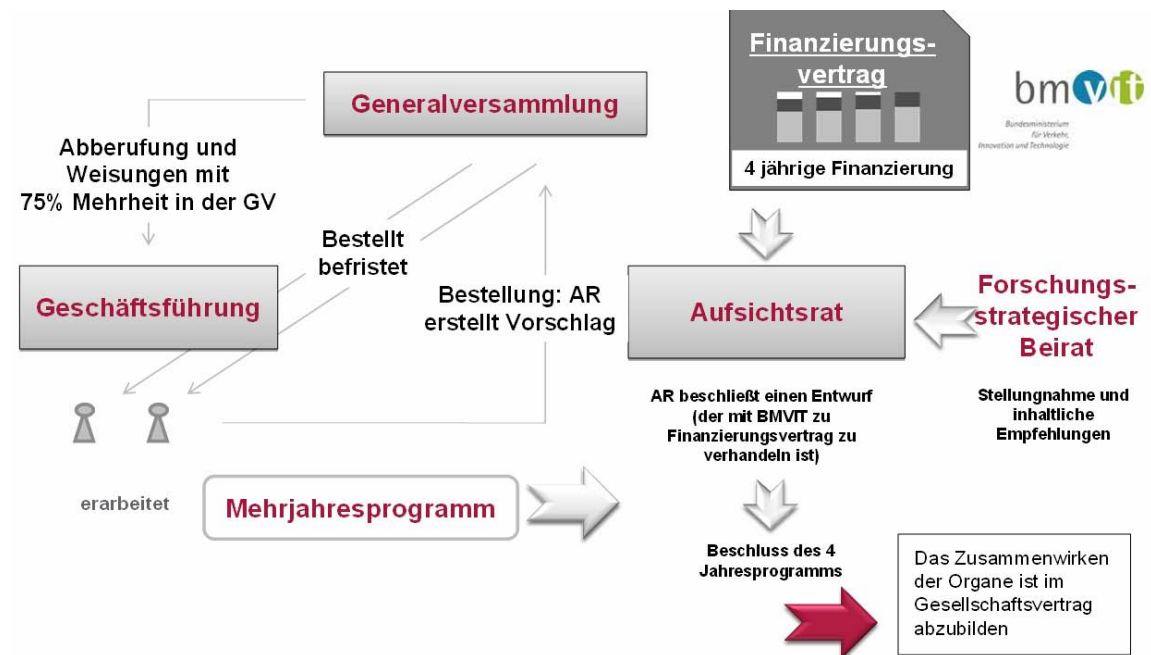 Finanzierungs-
vertrag
4 jährige Finanzierung
bmvit
Bundesministerium
für Verkehr,
Innovation und Technologie
Generalversammlung
Abberufung und
Weisungen mit
75% Mehrheit in der GV
Bestellt
befristet
Geschäftsführung
Bestellung: AR
erstellt Vorschlag
Aufsichtsrat
Forschungs-
strategischer
Beirat
AR beschließt einen Entwurf
(der mit BMVIT zu
Finanzierungsvertrag zu
verhandeln ist)
Stellungnahme und
inhaltliche
Empfehlungen
erarbeitet
Mehrjahresprogramm
Beschluss des 4
Jahresprogramms
Das Zusammenwirken
der Organe ist im
Gesellschaftsvertrag
abzubilden